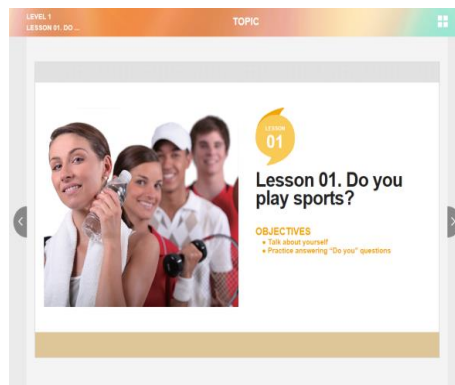 LEVEL 1
LESSON 01. DO ...
TOPIC
LESSON
01
Lesson 01. Do you
play sports?
OBJECTIVES
● Talk about yourself
● Practice answering "Do you" questions